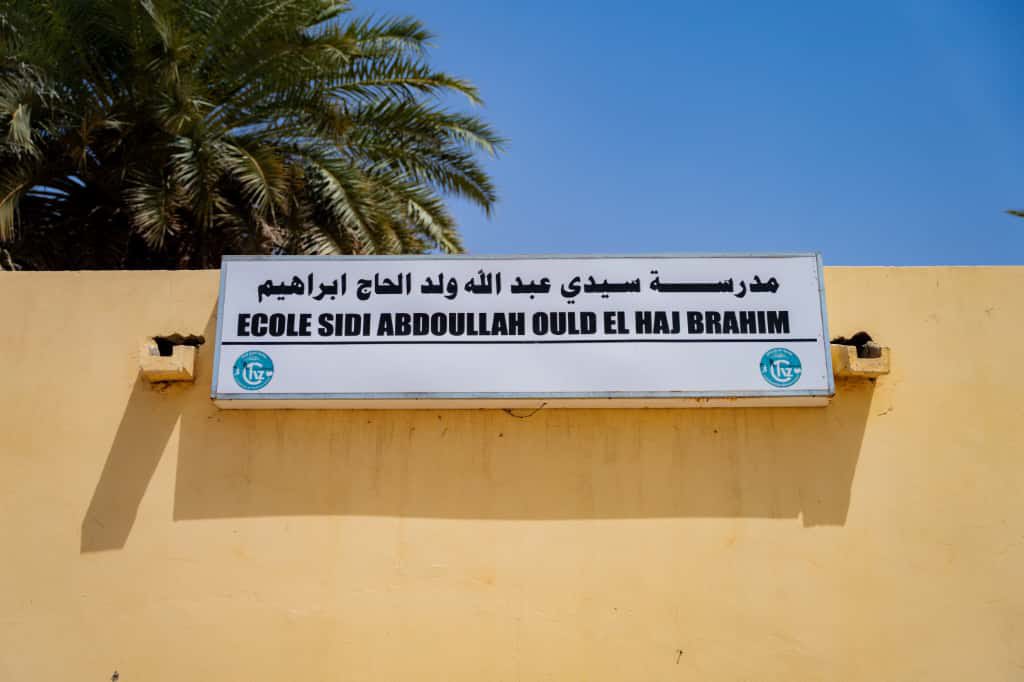 مدرسة سيدي عبد الله ولد الحاج ابراهيم
ECOLE SIDI ABDOULLAH OULD EL HAJ BRAHIM